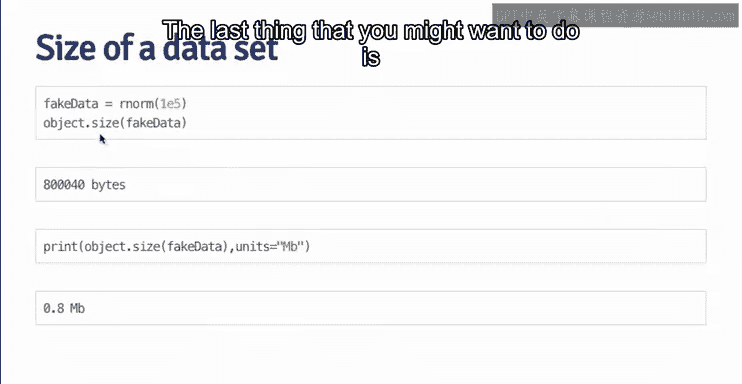 The last thing that you might want to do
is
Size of a data set
fakeData = rnorm(1e5)
object.size(fakeData)
800040 bytes
print(object.size(fakeData),units="Mb")
0.8 Mb